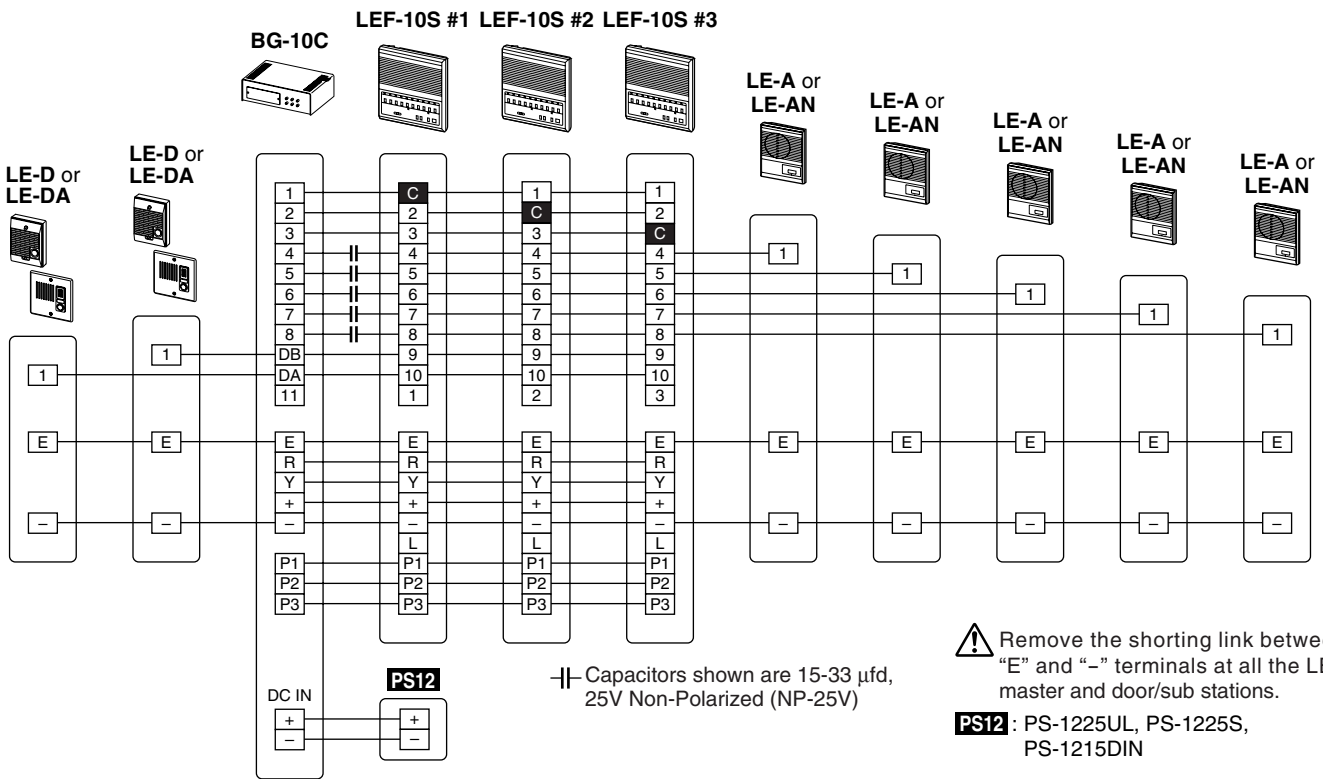 LEF-10S #1 LEF-10S #2 LEF-10S #3
BG-10C
LE-A or
LE-AN
LE-A or
LE-AN
LE-A or
LE-AN
LE-A or
LE-AN
LE-A or
LE-AN
LE-D or
LE-DA
LE-D or
LE-DA
1 C 1 1
2 2 C 2
3 3 3 C
4 4 4 4 1
5 5 5 5 1
6 6 6 6 1
7 7 7 7 1
8 8 8 8 1
1 DB 9 9 9
1 DA 10 10 10
11 1 2 3
E E E E E E E E E E E
R R R R
Y Y Y Y
+ + + +
– – – – – – – – – – –
L L L
P1 P1 P1 P1
P2 P2 P2 P2
P3 P3 P3 P3
DC IN
PS12
+ +
– –
Capacitors shown are 15-33 µfd,
25V Non-Polarized (NP-25V)
Remove the shorting link
"E" and "–" terminals at all the
master and door/sub stations.
PS12 : PS-1225UL, PS-1225S,
PS-1215DIN